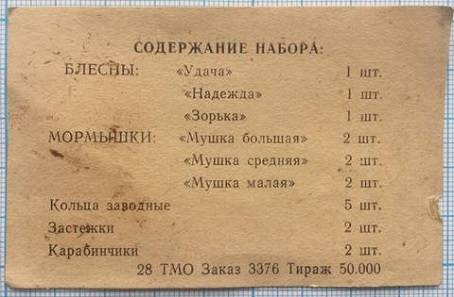 СОДЕРЖАНИЕ НАБОРА:
БЛЕСНЫ: «Удача» 1 шт.
«Надежда» 1 шт.
«Зорька» 1 шт.
МОРМЫШКИ: «Мушка большая» 2 шт.
«Мушка средняя» 2 шт.
«Мушка малая» 2 шт.
Кольца заводные 5 шт.
Застежки 2 шт.
Карабинчики 2 шт.
28 ТМО Заказ 3376 Тираж 50.000